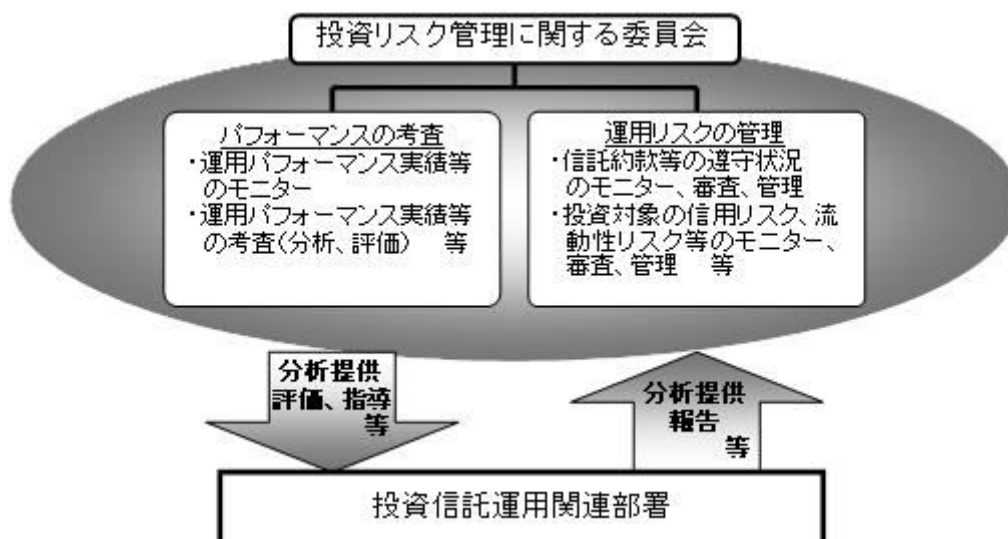 投資リスク管理に関する委員会
パフォーマンスの考査
・運用パフォーマンス実績等
のモニター
・運用パフォーマンス実績等
の考査(分析、評価) 等
運用リスクの管理
・信託約款等の遵守状況
のモニター、審査、管理
・投資対象の信用リスク、流
動性リスク等のモニター、
審査、管理 等
分析提供
評価、指導
等
分析提供
報告
等
投資信託運用関連部署